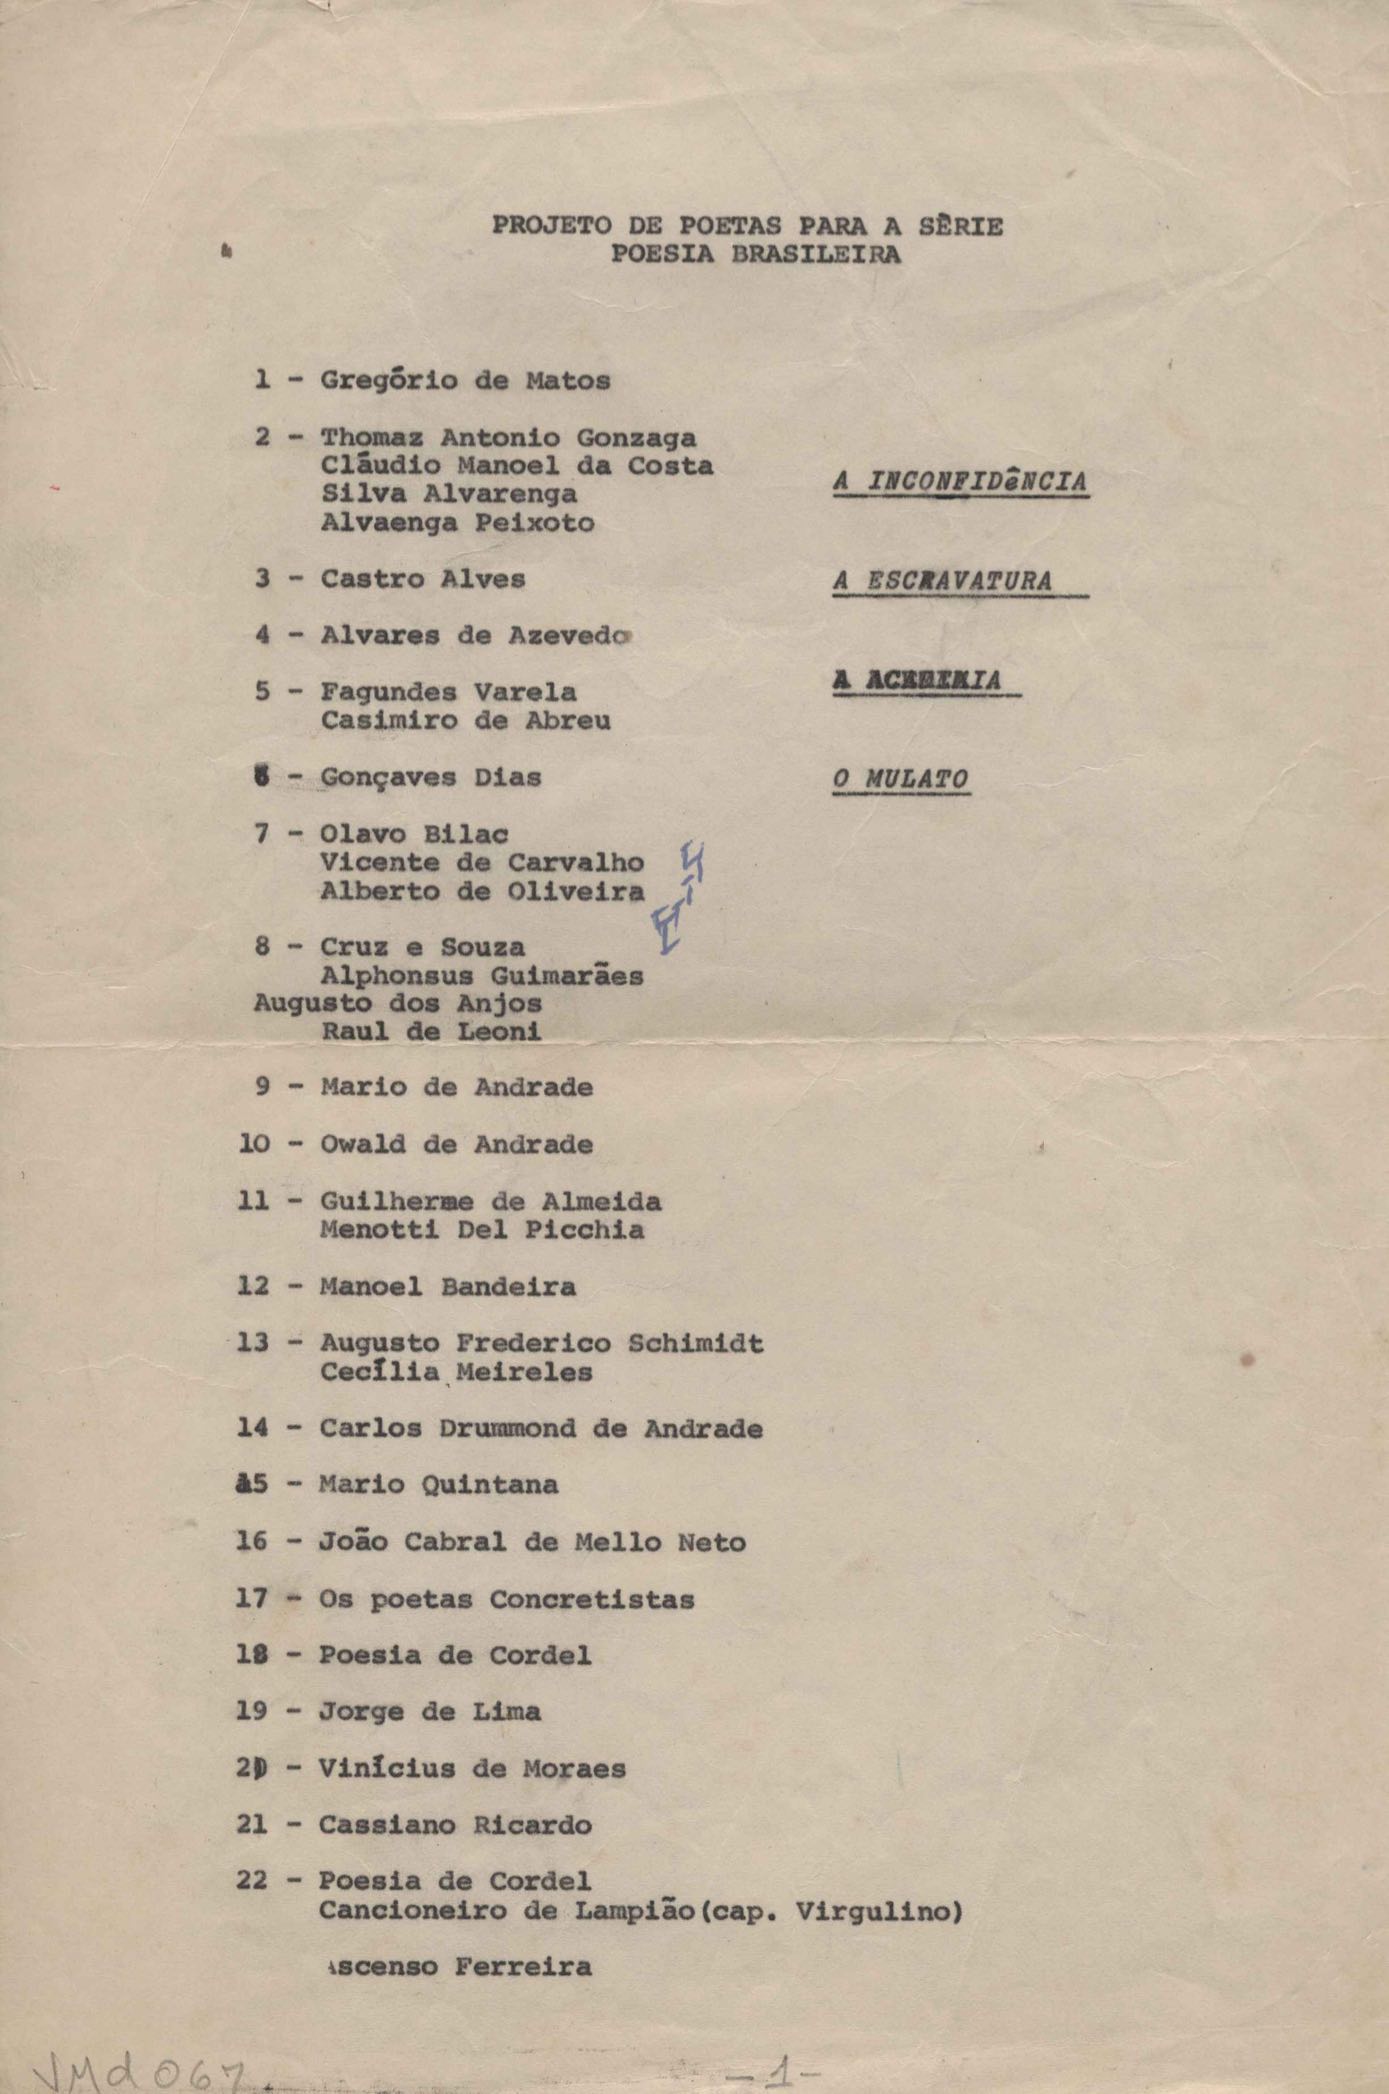 PROJETO DE POETAS PARA A SÊRIE
POESIA BRASILEIRA
1 - Gregório de Matos
2 - Thomaz Antonio Gonzaga
Cláudio Manoel da Costa
Silva Alvarenga
Alvaenga Peixoto
A INCONFIDêNCIA
3 - Castro Alves
A ESCRAVATURA
4 - Alvares de Azevedo
5 - Fagundes Varela
Casimiro de Abreu
A
6 - Gonçaves Dias
O MULATO
7 - Olavo Bilac
Vicente de Carvalho
Alberto de Oliveira
8 - Cruz e Souza
Alphonsus Guimarães
Augusto dos Anjos
Raul de Leoni
9 - Mario de Andrade
10 - Owald de Andrade
11 - Guilherme de Almeida
Menotti Del Picchia
12 - Manoel Bandeira
13 - Augusto Frederico Schimidt
Cecília Meireles
14 - Carlos Drummond de Andrade
15 - Mario Quintana
16 - João Cabral de Mello Neto
17 - Os poetas Concretistas
18 - Poesia de Cordel
19 - Jorge de Lima
20 - Vinícius de Moraes
21 - Cassiano Ricardo
22 - Poesia de Cordel
Cancioneiro de Lampião(cap. Virgulino)
Ascenso Ferreira
VMd 067
-1-